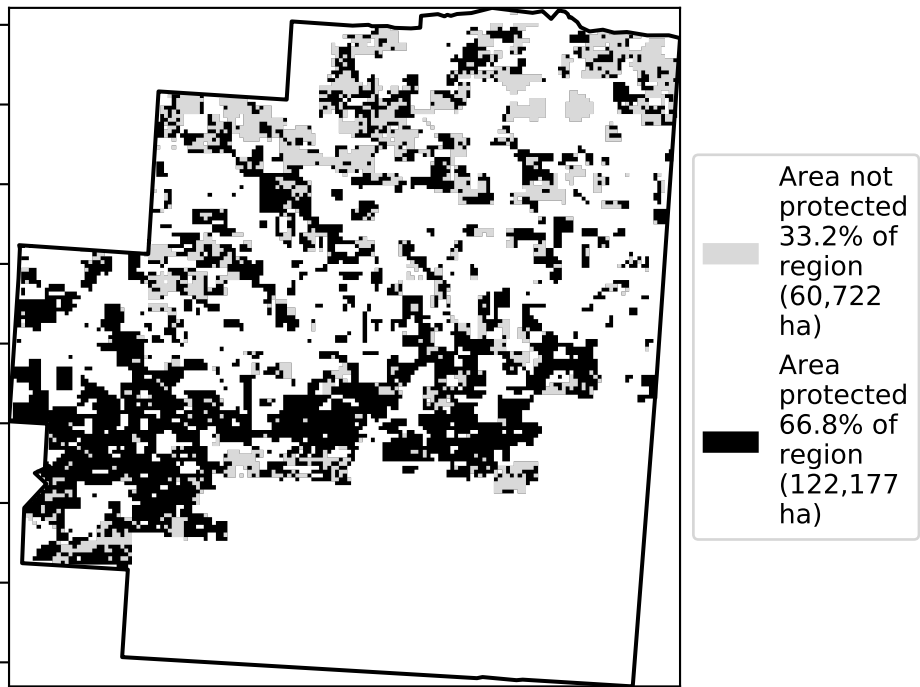 Area not
protected
33.2% of
region
(60,722
ha)
Area
protected
66.8% of
region
(122,177
ha)